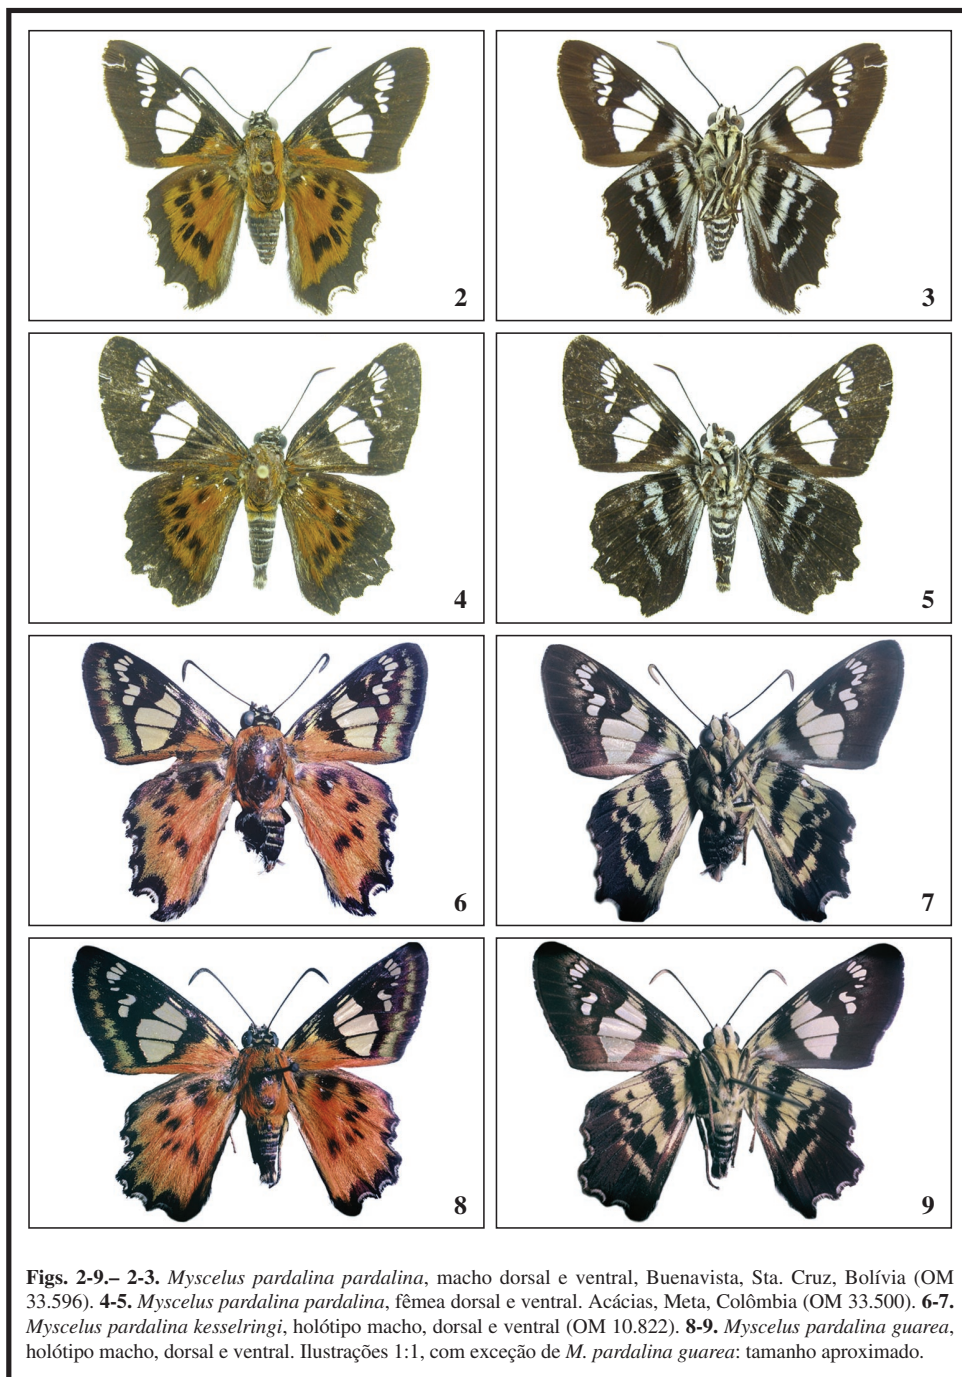 2
3
4
5
6
7
8
9
Figs. 2-9.– 2-3. Myscelus pardalina pardalina, macho dorsal e ventral, Buenavista, Sta. Cruz, Bolívia (OM
33.596). 4-5. Myscelus pardalina pardalina, fêmea dorsal e ventral. Acácias, Meta, Colômbia (OM 33.500). 6-7.
Myscelus pardalina kesselringi, holótipo macho, dorsal e ventral (OM 10.822). 8-9. Myscelus pardalina guarea,
holótipo macho, dorsal e ventral. Ilustrações 1:1, com exceção de M. pardalina guarea: tamanho aproximado.